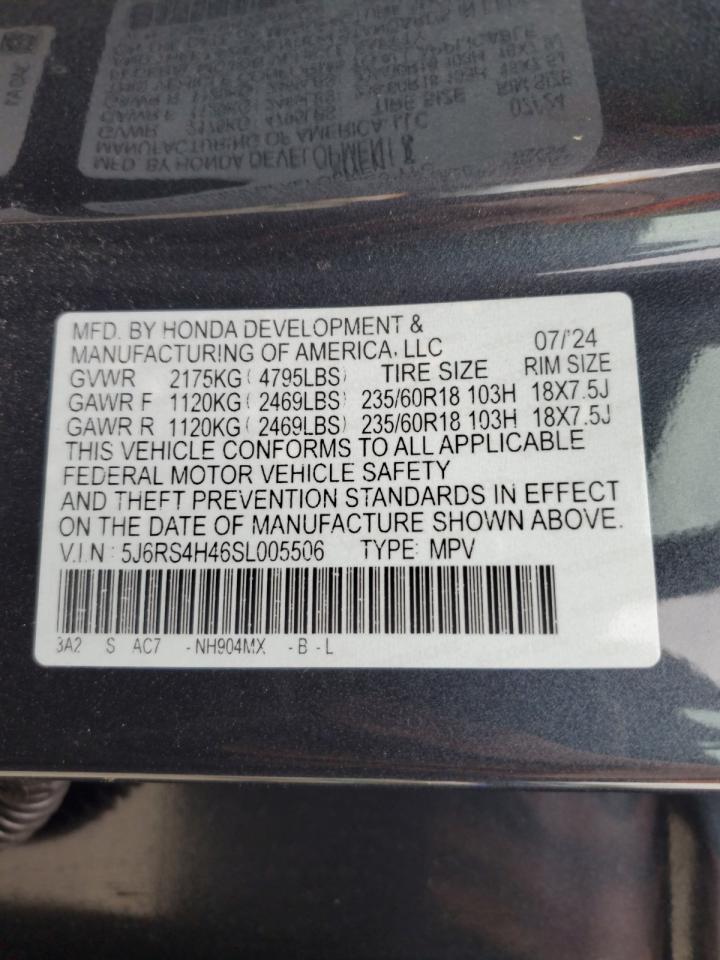 MFD. BY HONDA DEVELOPMENT &
MANUFACTURING OF AMERICA, LLC 07/'24
GVWR 2175KG ( 4795LBS) TIRE SIZE RIM SIZE
GAWR F 1120KG ( 2469LBS) 235/60R18 103H 18X7.5J
GAWR R 1120KG ( 2469LBS) 235/60R18 103H 18X7.5J
THIS VEHICLE CONFORMS TO ALL APPLICABLE
FEDERAL MOTOR VEHICLE SAFETY
AND THEFT PREVENTION STANDARDS IN EFFECT
ON THE DATE OF MANUFACTURE SHOWN ABOVE.
V.I.N : 5J6RS4H46SL005506 TYPE: MPV
3A2 S AC7 -NH904MX -B -L